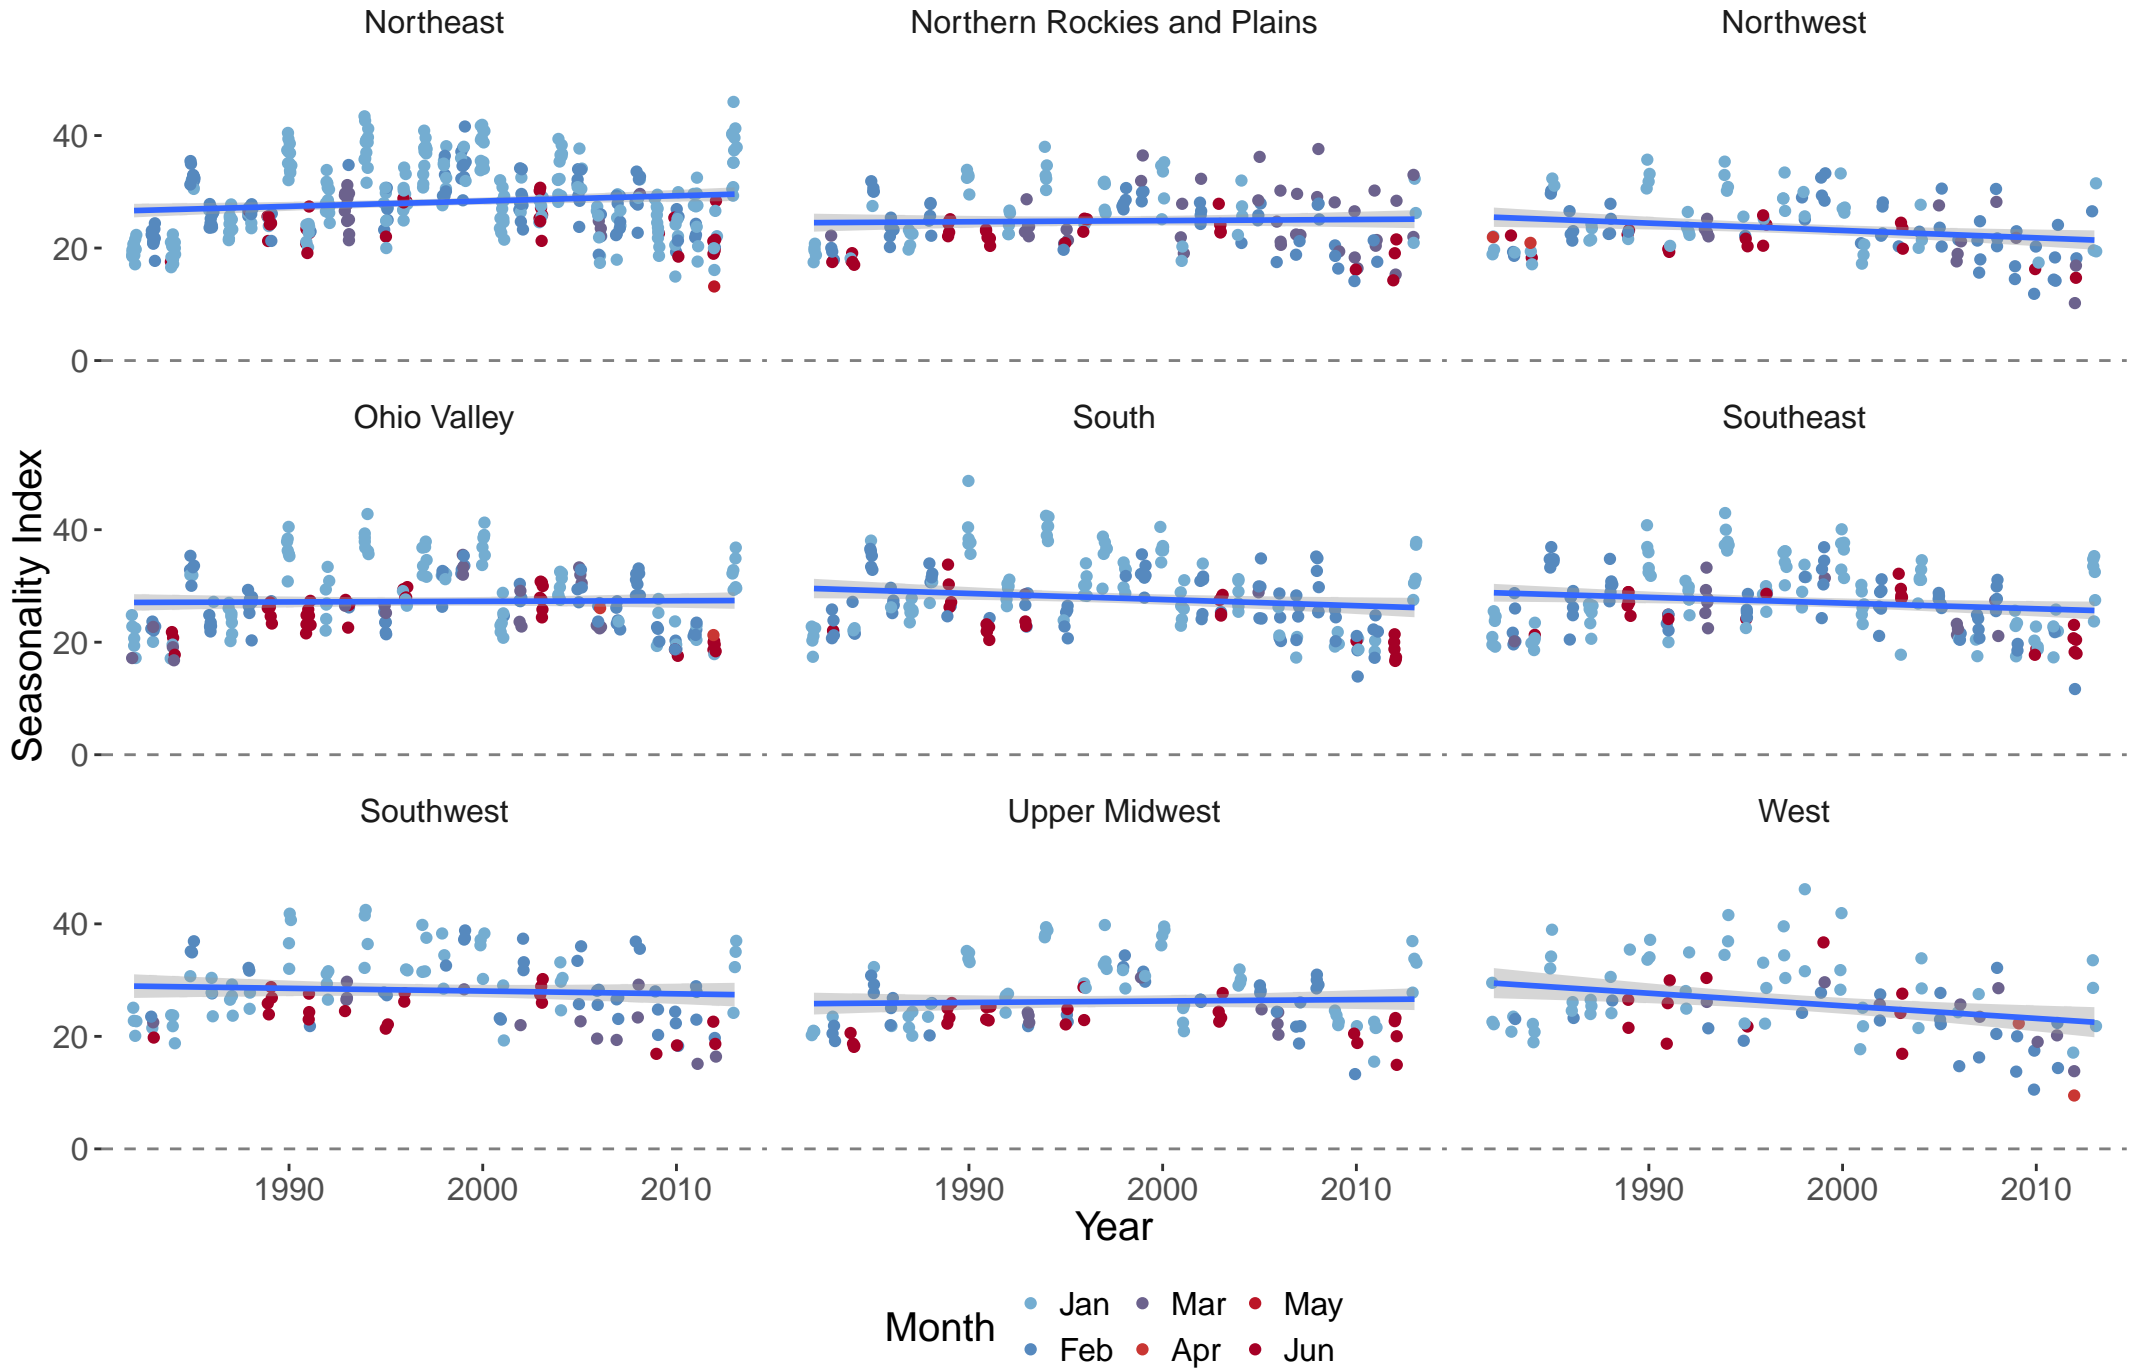 Northeast
Northern Rockies and Plains
Northwest
40
20
0
Ohio Valley
South
Southeast
40
20
0
Seasonality Index
Southwest
Upper Midwest
West
40
20
0
1990 2000 2010 1990 2000 2010 1990 2000 2010
Year
Month
Jan Mar May
Feb Apr Jun